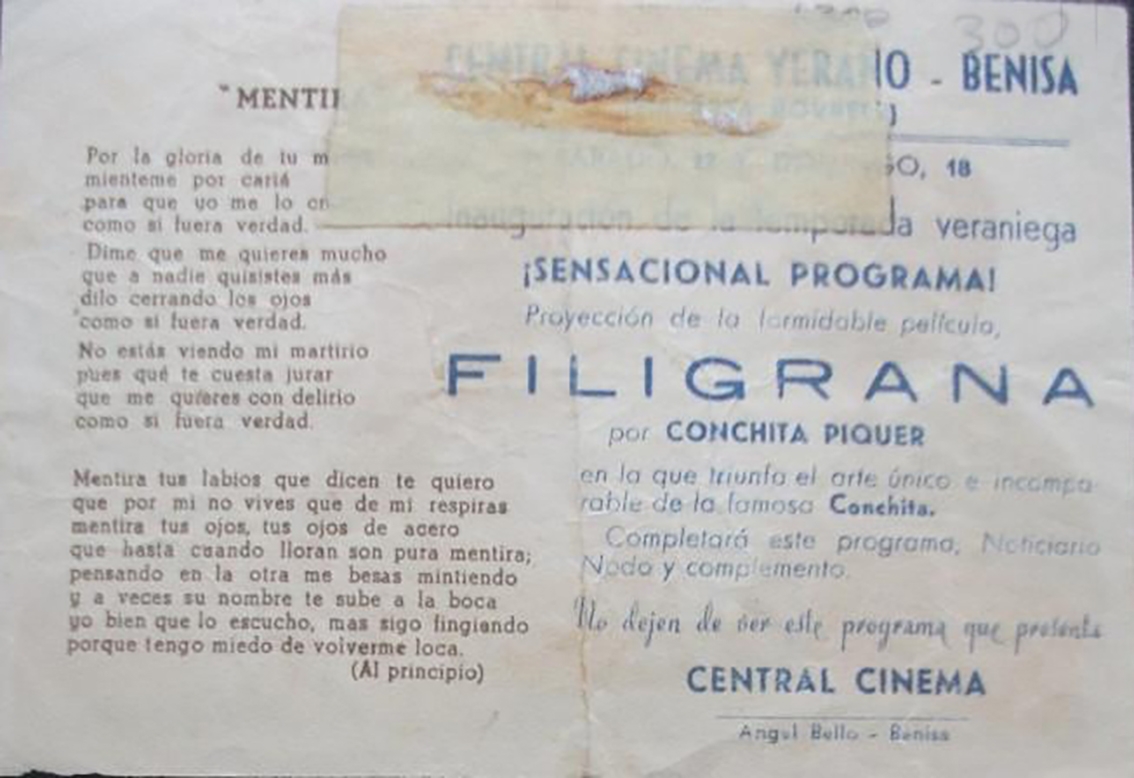 "MENTI
Por la gloria de tu m
mienteme por cariá
para que yo me lo cr
como si fuera verdad.
Dime que me quieres mucho
que a nadie quisistes más
dilo cerrando los ojos
como si fuera verdad.
No estás viendo mi martirio
pues qué te cuesta jurar
que me quieres con delirio
como si fuera verdad.
Mentira tus labios que dicen te quiero
que por mi no vives que de mi respiras
mentira tus ojos, tus ojos de acero
que hasta cuando lloran son pura mentira;
pensando en la otra me besas mintiendo
y a veces su nombre te sube a la boca
yo bien que lo escucho, mas sigo fingiendo
porque tengo miedo de volverme loca.
(Al principio)
300
CENTRAL CINEMA VERANO - BENISA
GO, 18
Inauguración de la temporada veraniega
¡SENSACIONAL PROGRAMA!
Proyección de la formidable película,
FILIGRANA
por CONCHITA PIQUER
en la que triunfa el arte único e incompa-
rable de la famosa Conchita.
Completará este programa, Noticiario
Nodo y complemento.
No dejen de ver este programa que presenta
CENTRAL CINEMA
Angel Bello - Benisa